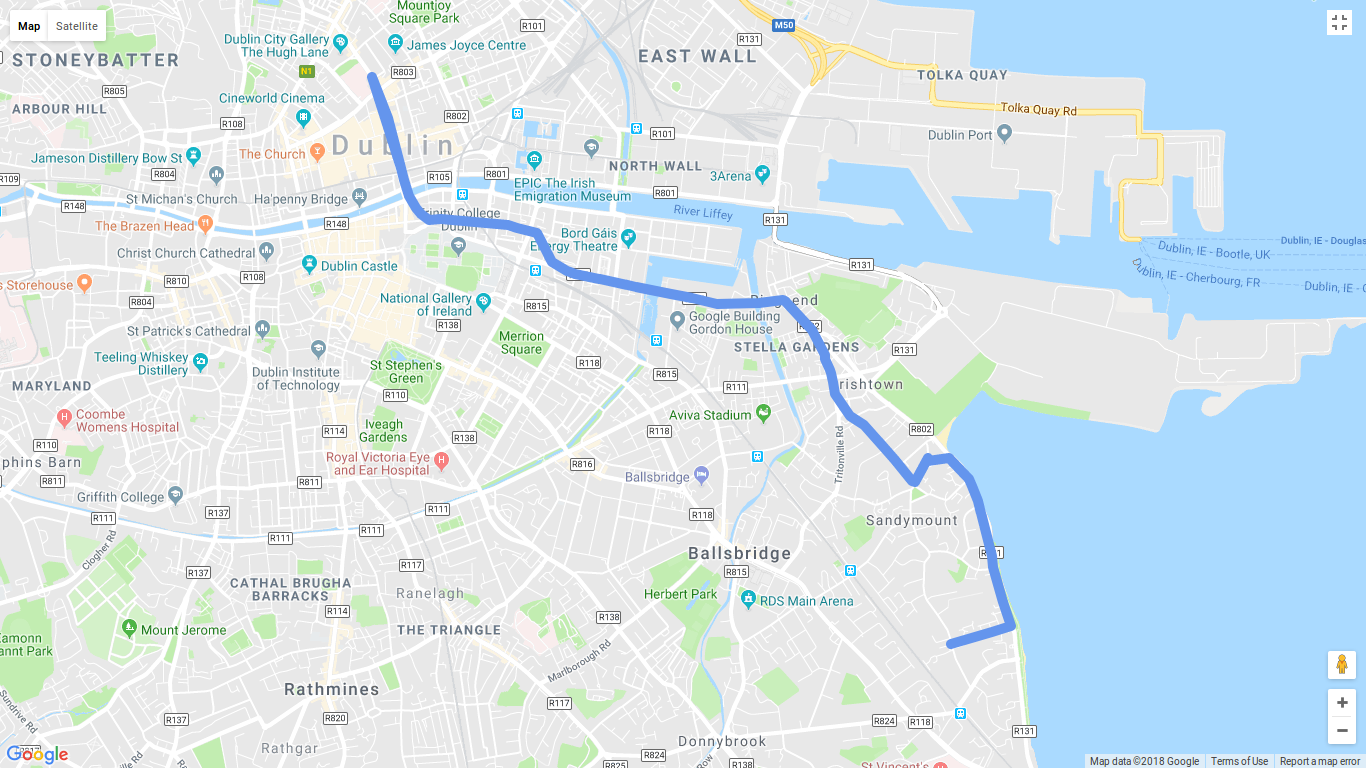 Map
Satellite
Mountjoy
Square Park
R101
M50
Dublin City Gallery
The Hugh Lane
James Joyce Centre
R131
STONEYBATTER
EAST WALL
N1
R803
TOLKA QUAY
R805
Cineworld Cinema
ARBOUR HILL
Tolka Quay Rd
R108
R802
R101
Dublin Port
Dublin
Jameson Distillery Bow St
The Church
NORTH WALL
R109
R804
R105
R801
3Arena
EPIC The Irish
Emigration Museum
R801
St Michan's Church
Ha'penny Bridge
R148
R148
Trinity College
Dublin
River Liffey
R131
The Brazen Head
Bord Gáis
Energy Theatre
Dublin, IE - Douglas
Dublin, IE - Bootle, UK
Christ Church Cathedral
Dublin Castle
R131
Dublin, IE - Cherbourg, FR
s Storehouse
R810
R108
Dublin, IE - C
R804
National Gallery
of Ireland
R815
Ringsend
Google Building
Gordon House
St Patrick's Cathedral
R138
Merrion
Square
STELLA GARDENS
R131
Teeling Whiskey
Distillery
Dublin Institute
of Technology
St Stephen's
Green
R118
R815
MARYLAND
R111
Irishtown
R110
Coombe
Womens Hospital
Aviva Stadium
Iveagh
Gardens
R114
R138
R118
R802
R110
phins Barn
Royal Victoria Eye
and Ear Hospital
R816
Tritonville Rd
Ballsbridge
R811
R811
Griffith College
R137
R111
R118
R111
R111
R111
Sandymount
Clogher Rd
Ballsbridge
R117
R815
R137
CATHAL BRUGHA
BARRACKS
Ranelagh
Herbert Park
RDS Main Arena
R114
R138
Mount Jerome
THE TRIANGLE
Eamonn
annt Park
Marlborough Rd
Rathmines
Sundrive Rd
R117
R137
R820
R824
R118
R131
Rathgar
Donnybrook
R817
R824
R825
R138
St Vincent's
Google
Map data ©2018 Google
Terms of Use
Report a map error